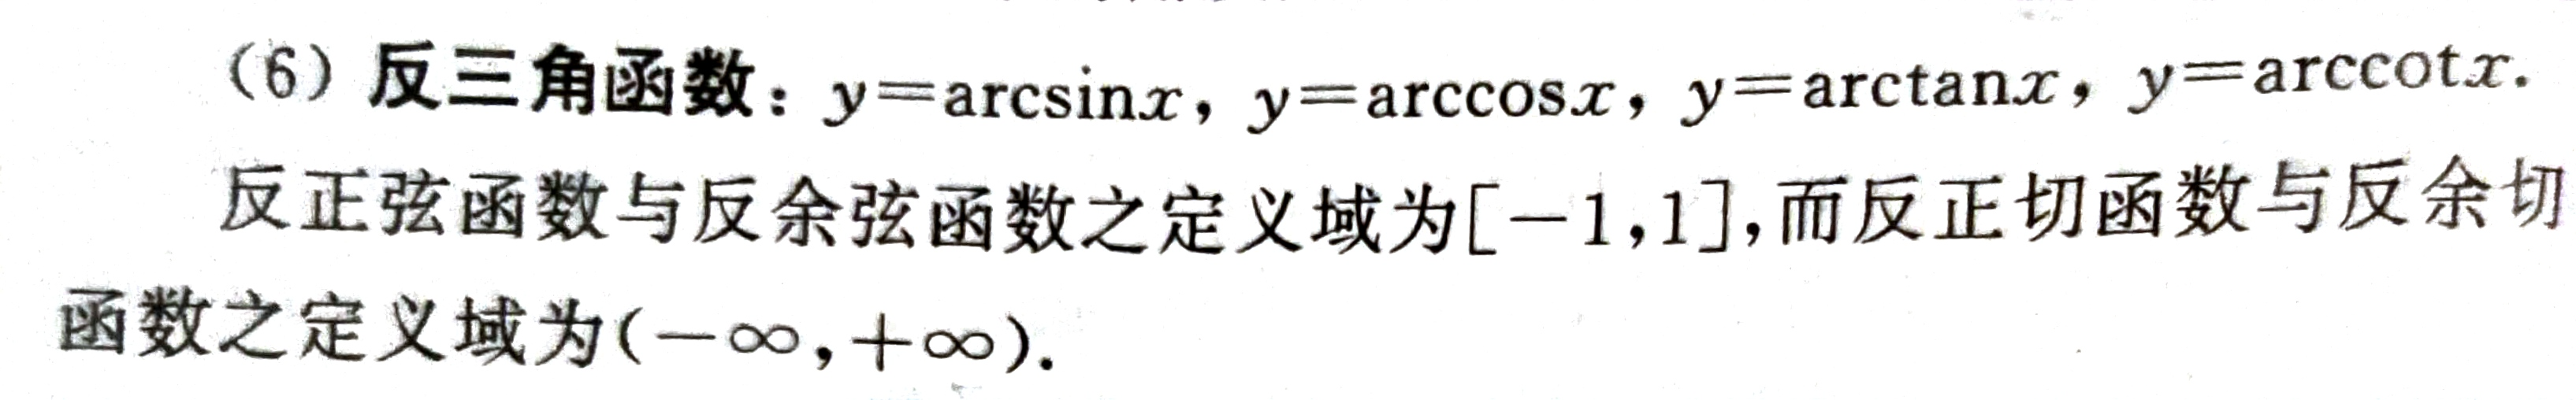 （6）反三角函数：y=arcsinx，y=arccosx，y=arctanx，y=arccotx.
反正弦函数与反余弦函数之定义域为[－1,1],而反正切函数与反余切
函数之定义域为(－∞,+∞).